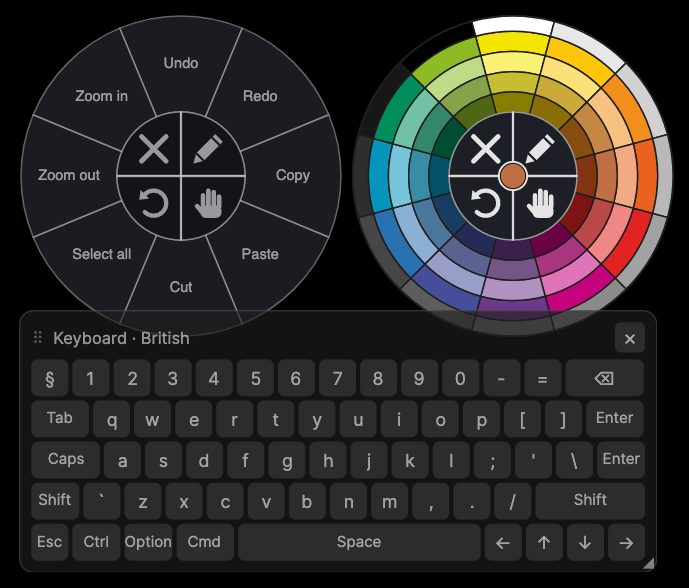 Undo
Zoom in
Redo
Zoom out
Copy
Select all
Paste
Cut
Keyboard · British
§ 1 2 3 4 5 6 7 8 9 0 - =
Tab q w e r t y u i o p [ ] Enter
Caps a s d f g h j k l ; ' \ Enter
Shift ` z x c v b n m , . / Shift
Esc Ctrl Option Cmd Space ← ↑ ↓ →